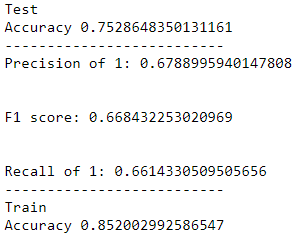 Test
Accuracy 0.7528648350131161
--------------------------
Precision of 1: 0.6788995940147808
F1 score: 0.668432253020969
Recall of 1: 0.6614330509505656
--------------------------
Train
Accuracy 0.852002992586547